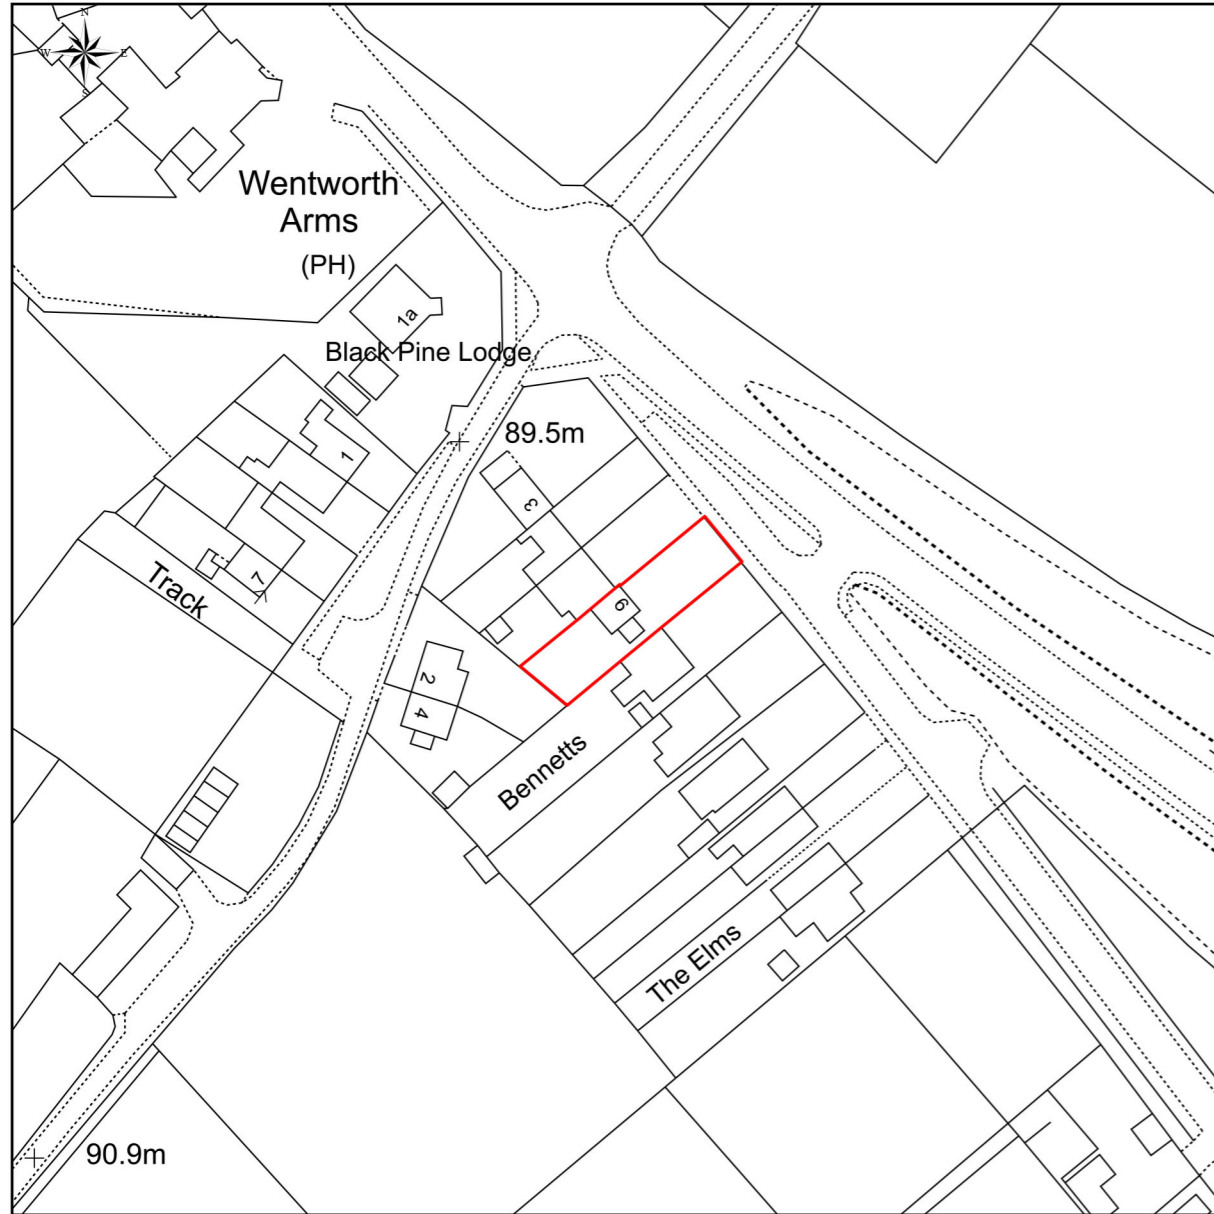 N
W E
S
Wentworth
Arms
(PH)
1a
Black Pine Lodge
89.5m
1
3
7
Track
6
2
4
Bennetts
The Elms
90.9m